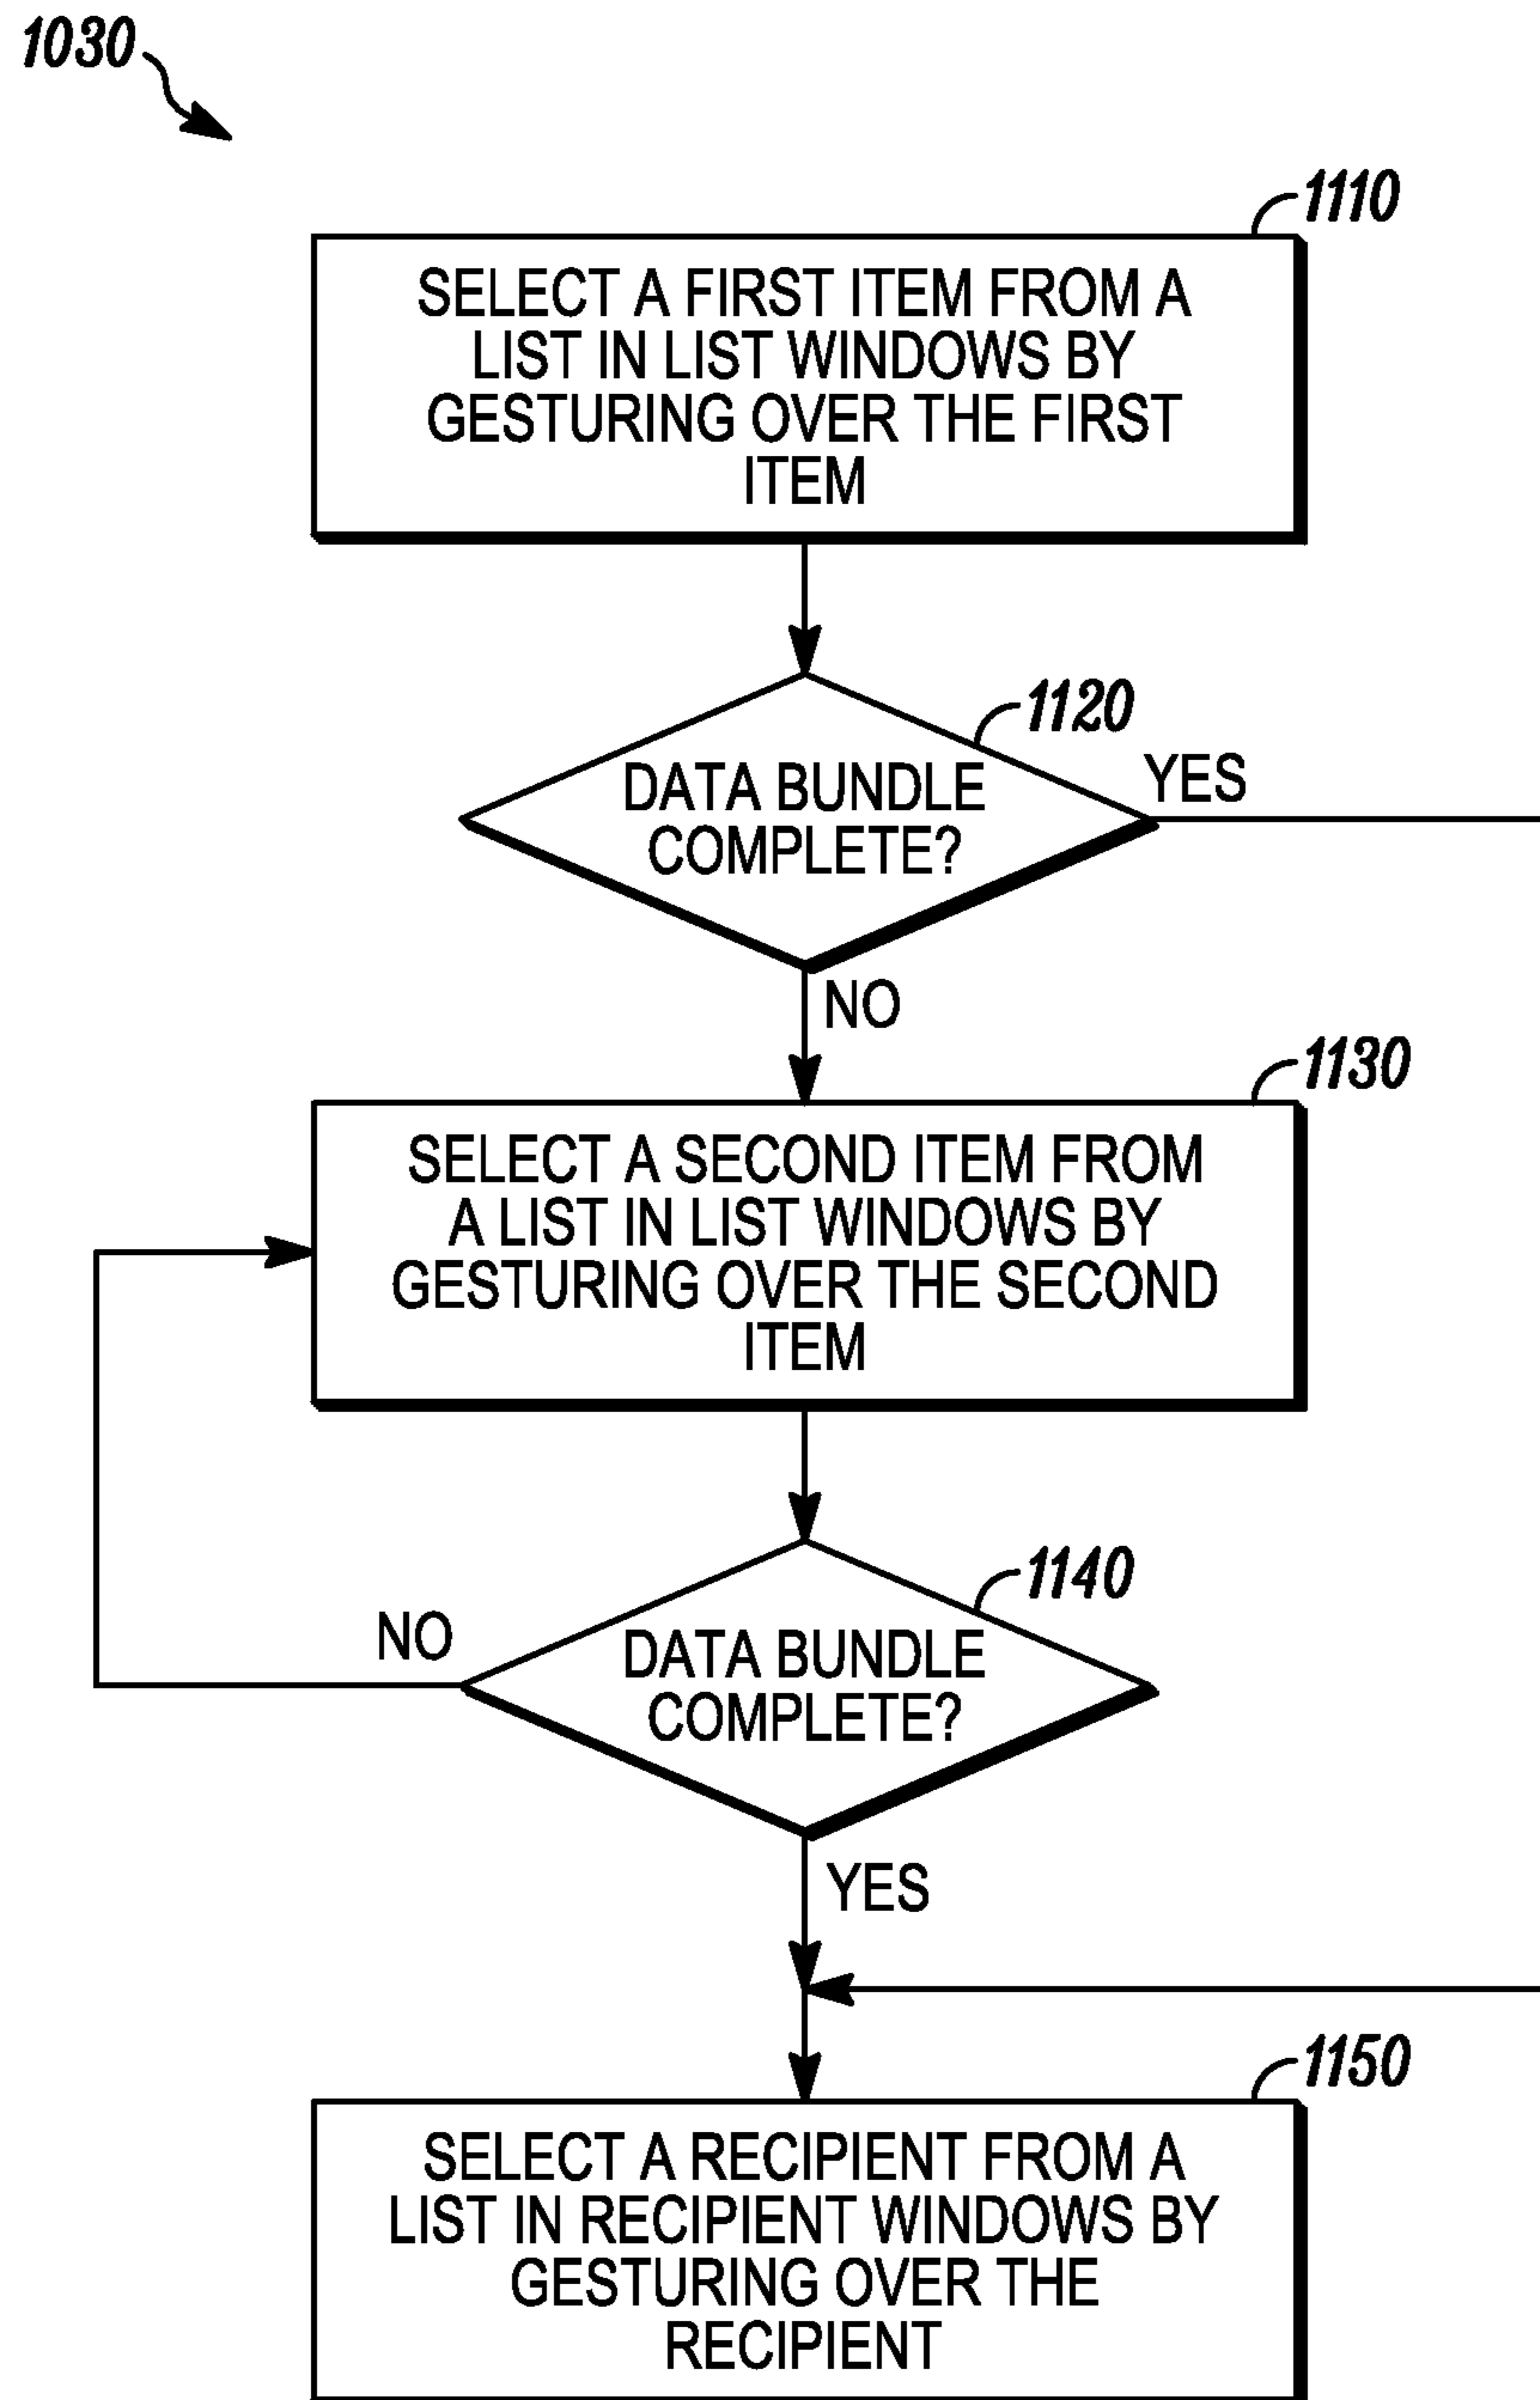 1030
1110
SELECT A FIRST ITEM FROM A
LIST IN LIST WINDOWS BY
GESTURING OVER THE FIRST
ITEM
1120
DATA BUNDLE
COMPLETE?
YES
NO
1130
SELECT A SECOND ITEM FROM
A LIST IN LIST WINDOWS BY
GESTURING OVER THE SECOND
ITEM
1140
DATA BUNDLE
COMPLETE?
NO
YES
1150
SELECT A RECIPIENT FROM A
LIST IN RECIPIENT WINDOWS BY
GESTURING OVER THE
RECIPIENT